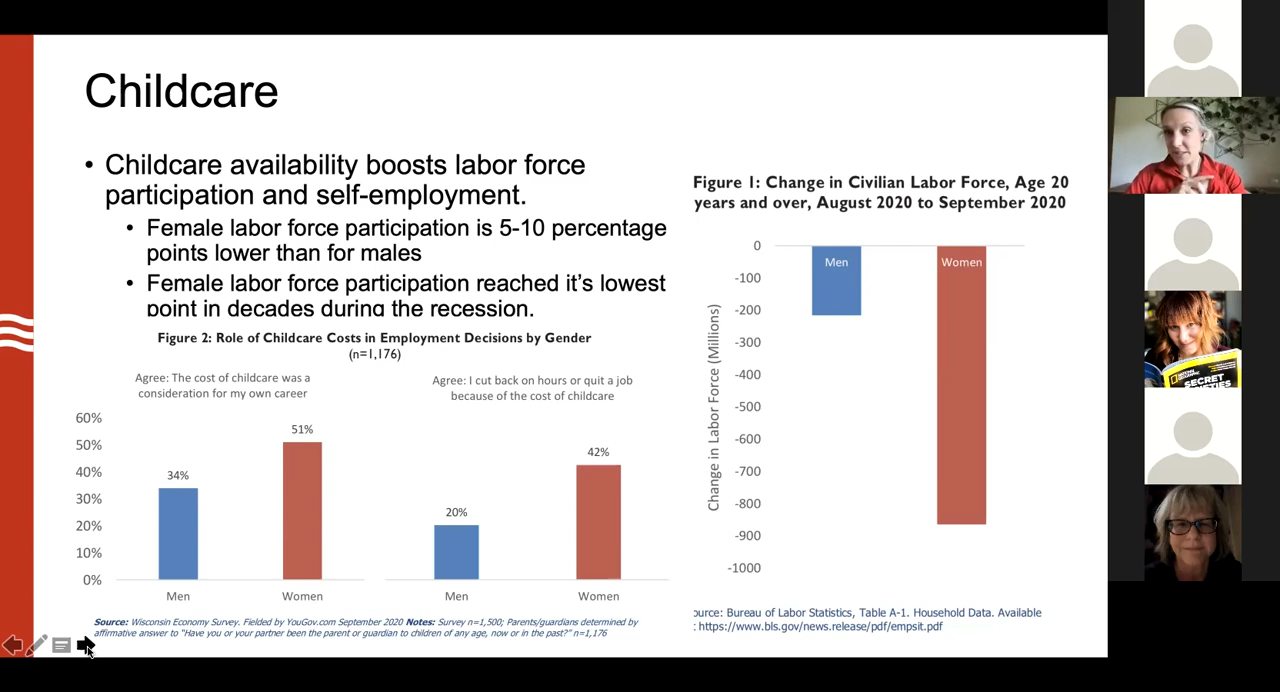 Childcare
• Childcare availability boosts labor force
participation and self-employment.
• Female labor force participation is 5-10 percentage
points lower than for males
• Female labor force participation reached it's lowest
point in decades during the recession.
Figure 2: Role of Childcare Costs in Employment Decisions by Gender
(n=1,176)
Agree: The cost of childcare was a
consideration for my own career
Agree: I cut back on hours or quit a job
because of the cost of childcare
60%
50%
40%
30%
20%
10%
0%
34%
51%
20%
42%
Men
Women
Men
Women
Source: Wisconsin Economy Survey. Fielded by YouGov.com September 2020 Notes: Survey n=1,500; Parents/guardians determined by
affirmative answer to "Have you or your partner been the parent or guardian to children of any age, now or in the past?" n=1,176
Figure 1: Change in Civilian Labor Force, Age 20
years and over, August 2020 to September 2020
Change in Labor Force (Millions)
0
-100
-200
-300
-400
-500
-600
-700
-800
-900
-1000
Men
Women
ource: Bureau of Labor Statistics, Table A-1. Household Data. Available
: https://www.bls.gov/news.release/pdf/empsit.pdf
SECRET